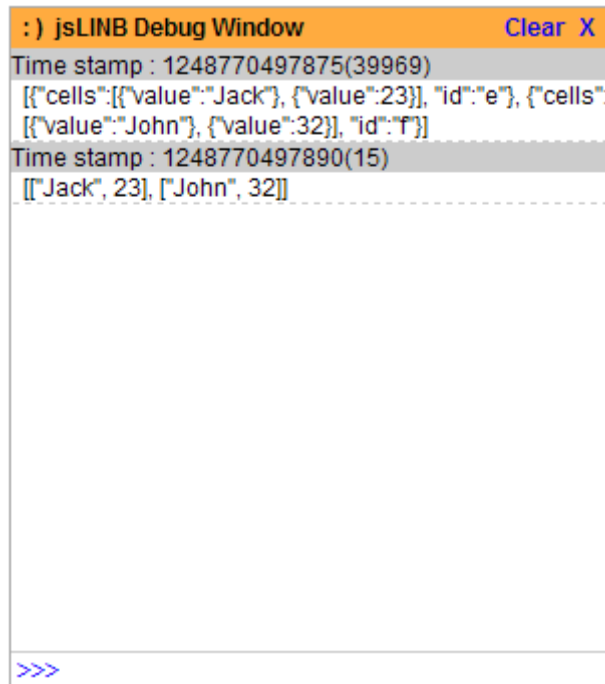 :) jsLINB Debug Window Clear X
Time stamp : 1248770497875(39969)
[{"cells":[{"value":"Jack"}, {"value":23}], "id":"e"}, {"cells":
[{"value":"John"}, {"value":32}], "id":"f"}]
Time stamp : 1248770497890(15)
[["Jack", 23], ["John", 32]]
>>>